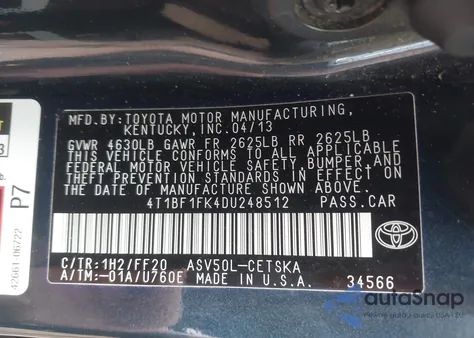 MFD.BY:TOYOTA MOTOR MANUFACTURING,
KENTUCKY, INC. 04/13
GVWR 4630LB GAWR FR 2625LB RR 2625LB
THIS VEHICLE CONFORMS TO ALL APPLICABLE
FEDERAL MOTOR VEHICLE SAFETY, BUMPER, AND
THEFT PREVENTION STANDARDS IN EFFECT ON
THE DATE OF MANUFACTURE SHOWN ABOVE.
4T1BF1FK4DU248512 PASS.CAR
C/TR:1H2/FF20 ASV50L-CETSKA
A/TM:-01A/U760E MADE IN U.S.A. 34566
P7
42661-06722
autoSnap